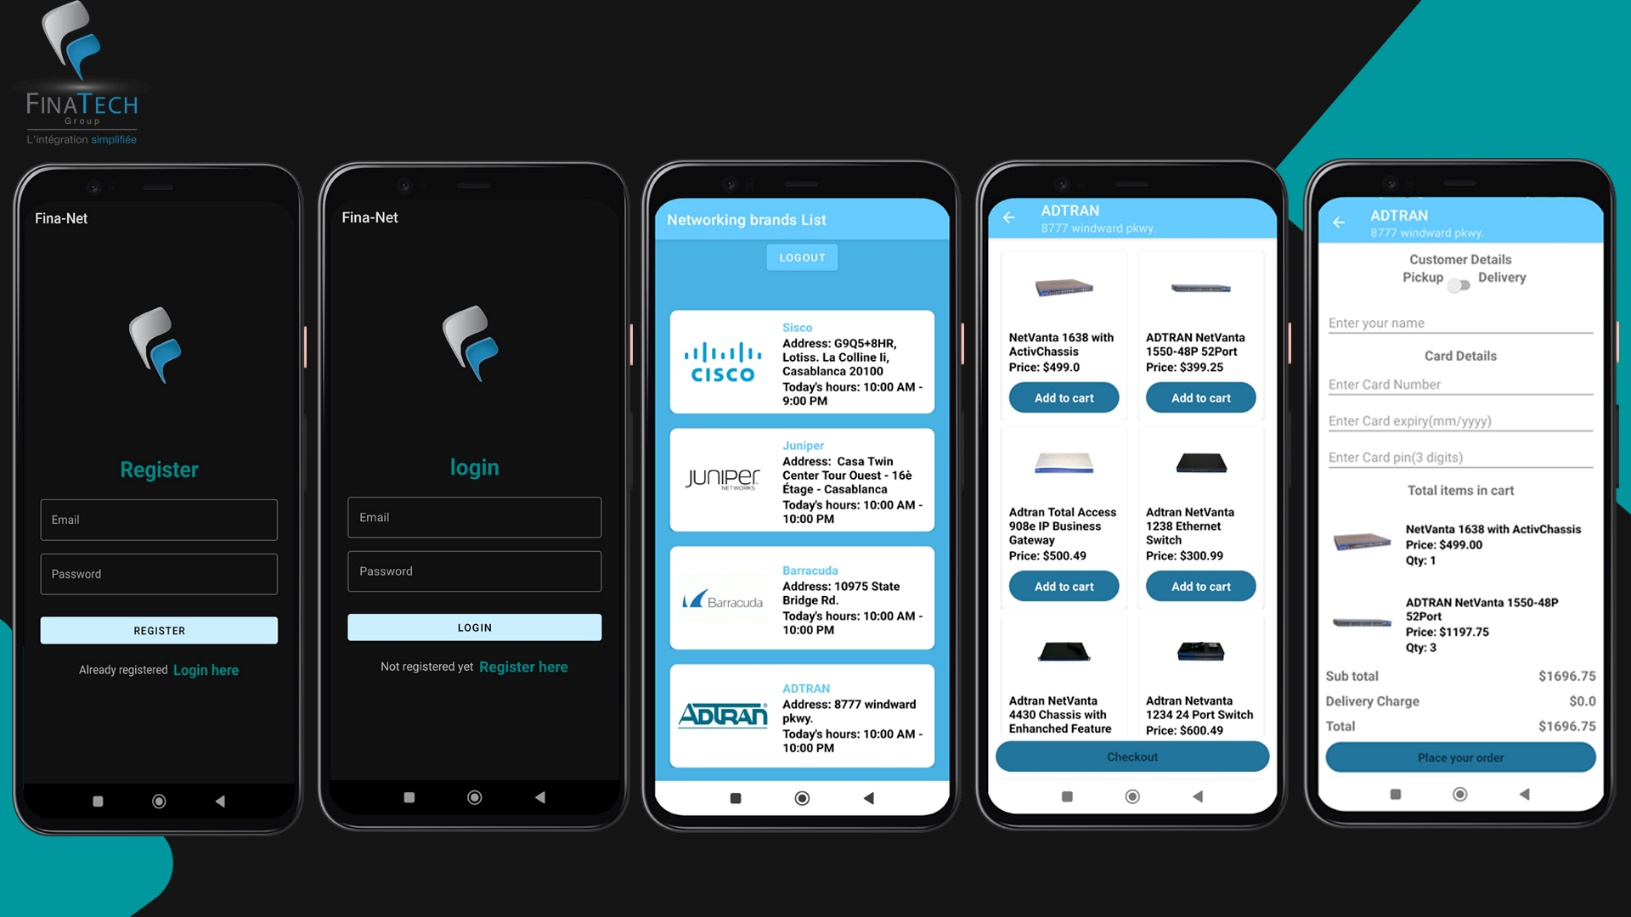 FINATECH
Group
L'intégration simplifiée
Fina-Net
Register
Email
Password
REGISTER
Already registered Login here
Fina-Net
login
Email
Password
LOGIN
Not registered yet Register here
Networking brands List
LOGOUT
CISCO
Sisco
Address: G9Q5+8HR,
Lotiss. La Colline Ii,
Casablanca 20100
Today's hours: 10:00 AM -
9:00 PM
JUNIPER
NETWORKS
Juniper
Address: Casa Twin
Center Tour Ouest - 16è
Étage - Casablanca
Today's hours: 10:00 AM -
10:00 PM
Barracuda
Barracuda
Address: 10975 State
Bridge Rd.
Today's hours: 10:00 AM -
10:00 PM
ADTRAN
ADTRAN
Address: 8777 windward
pkwy.
Today's hours: 10:00 AM -
10:00 PM
ADTRAN
8777 windward pkwy.
NetVanta 1638 with
ActivChassis
Price: $499.0
Add to cart
ADTRAN NetVanta
1550-48P 52Port
Price: $399.25
Add to cart
Adtran Total Access
908e IP Business
Gateway
Price: $500.49
Add to cart
Adtran NetVanta
1238 Ethernet
Switch
Price: $300.99
Add to cart
Adtran NetVanta
4430 Chassis with
Enhanched Feature
Adtran Netvanta
1234 24 Port Switch
Price: $600.49
Checkout
ADTRAN
8777 windward pkwy.
Customer Details
Pickup Delivery
Enter your name
Card Details
Enter Card Number
Enter Card expiry(mm/yyyy)
Enter Card pin(3 digits)
Total items in cart
NetVanta 1638 with ActivChassis
Price: $499.00
Qty: 1
ADTRAN NetVanta 1550-48P
52Port
Price: $1197.75
Qty: 3
Sub total $1696.75
Delivery Charge $0.0
Total $1696.75
Place your order